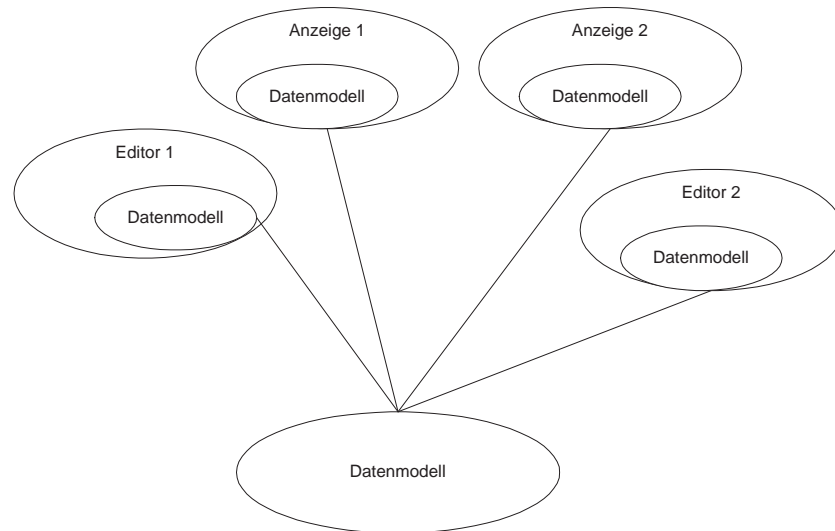 Anzeige 1
Datenmodell
Anzeige 2
Datenmodell
Editor 1
Datenmodell
Editor 2
Datenmodell
Datenmodell